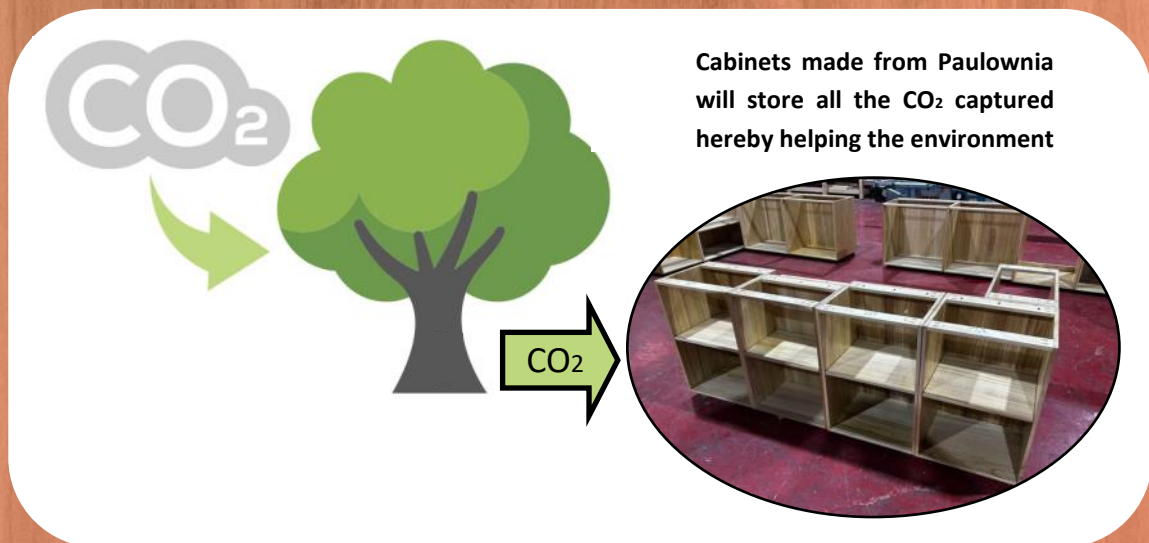 CO₂
Cabinets made from Paulownia
will store all the CO₂ captured
hereby helping the environment
CO₂